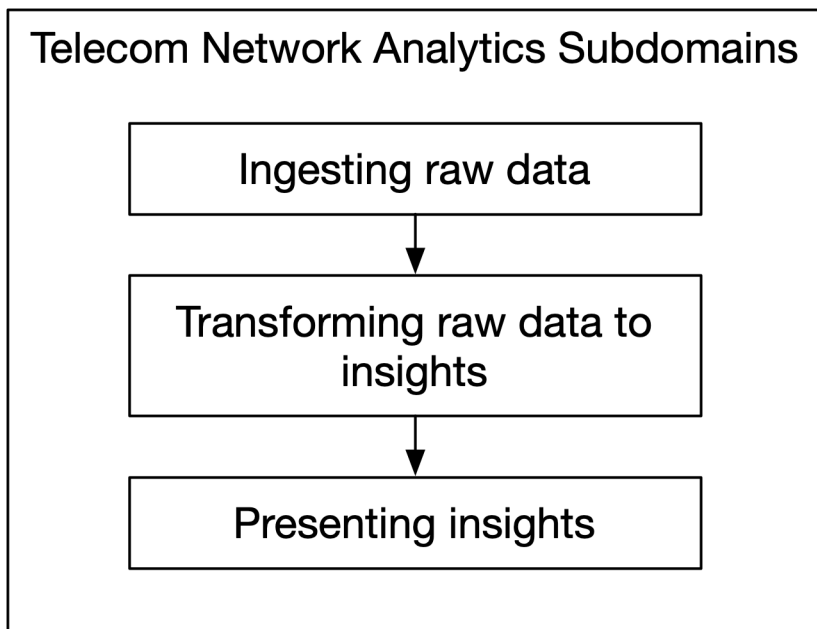 Telecom Network Analytics Subdomains
Ingesting raw data
Transforming raw data to
insights
Presenting insights